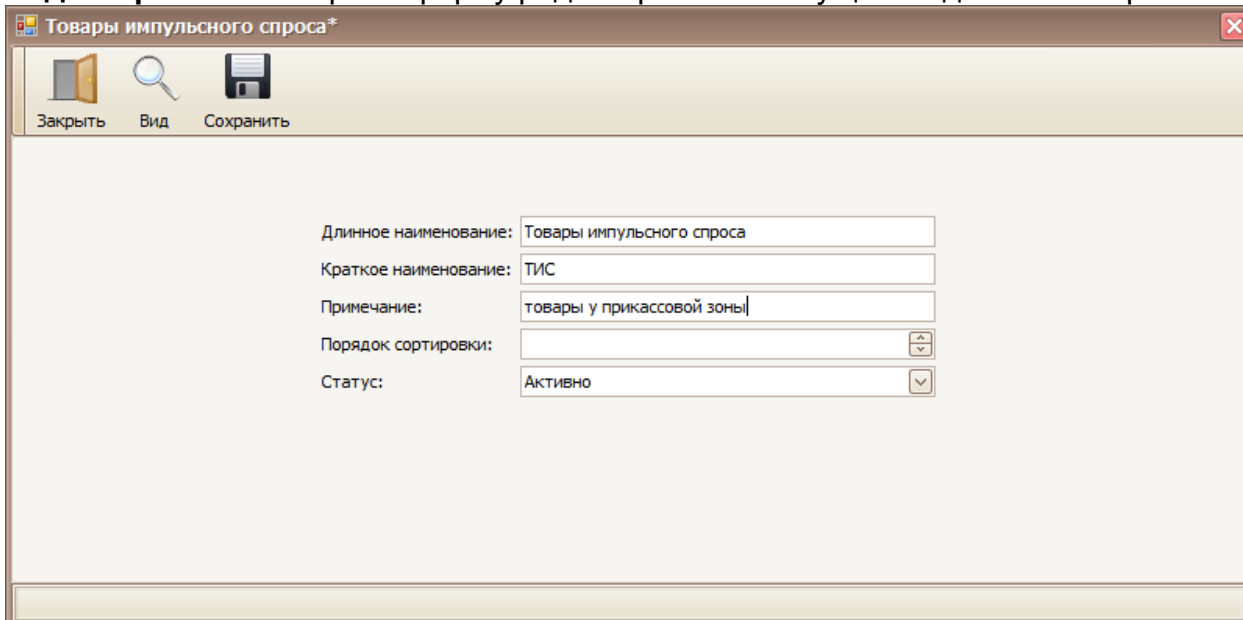 Товары импульсного спроса*
Закрыть Вид Сохранить
Длинное наименование: Товары импульсного спроса
Краткое наименование: ТИС
Примечание: товары у прикассовой зоны
Порядок сортировки:
Статус: Активно